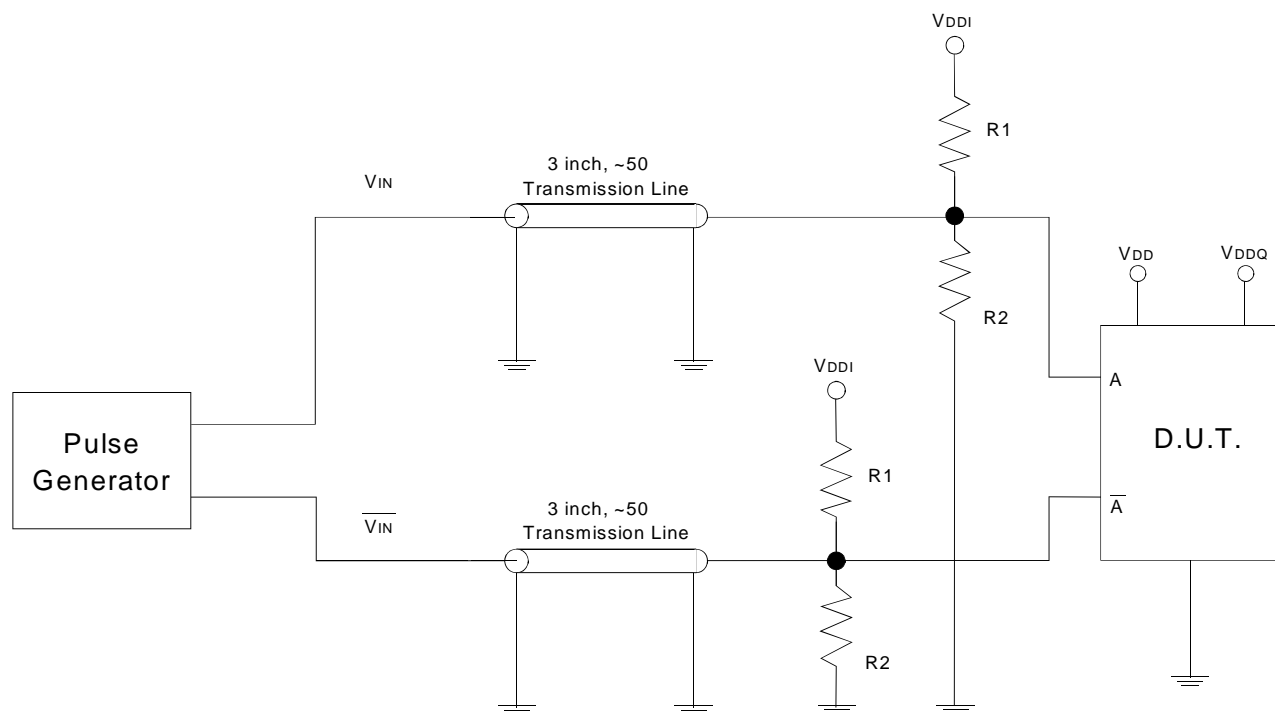 VDDI
R1
3 inch, ~50
Transmission Line
VIN
R2
VDD
VDDQ
VDDI
A
D.U.T.
Pulse
Generator
R1
A̅
3 inch, ~50
Transmission Line
V̅I̅N̅
R2